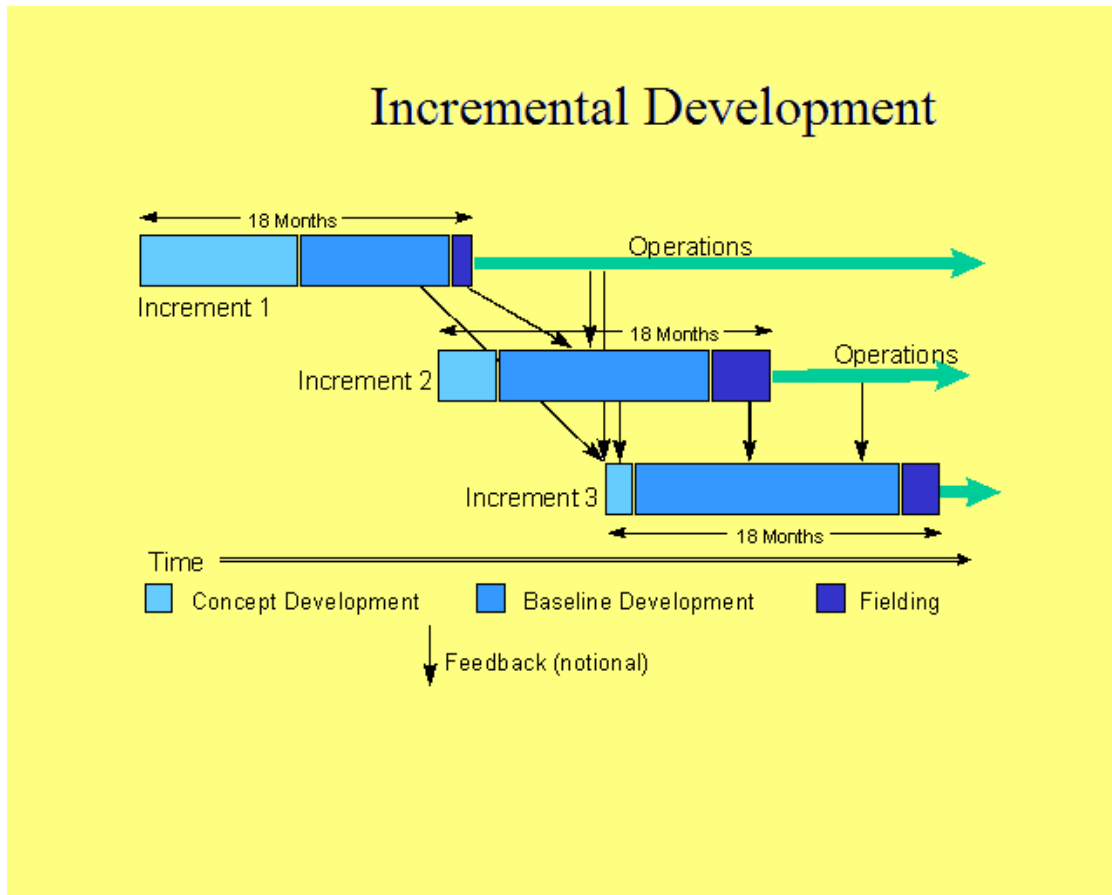 Incremental Development
18 Months
Operations
Increment 1
18 Months
Operations
Increment 2
Increment 3
18 Months
Time
Concept Development
Baseline Development
Fielding
Feedback (notional)